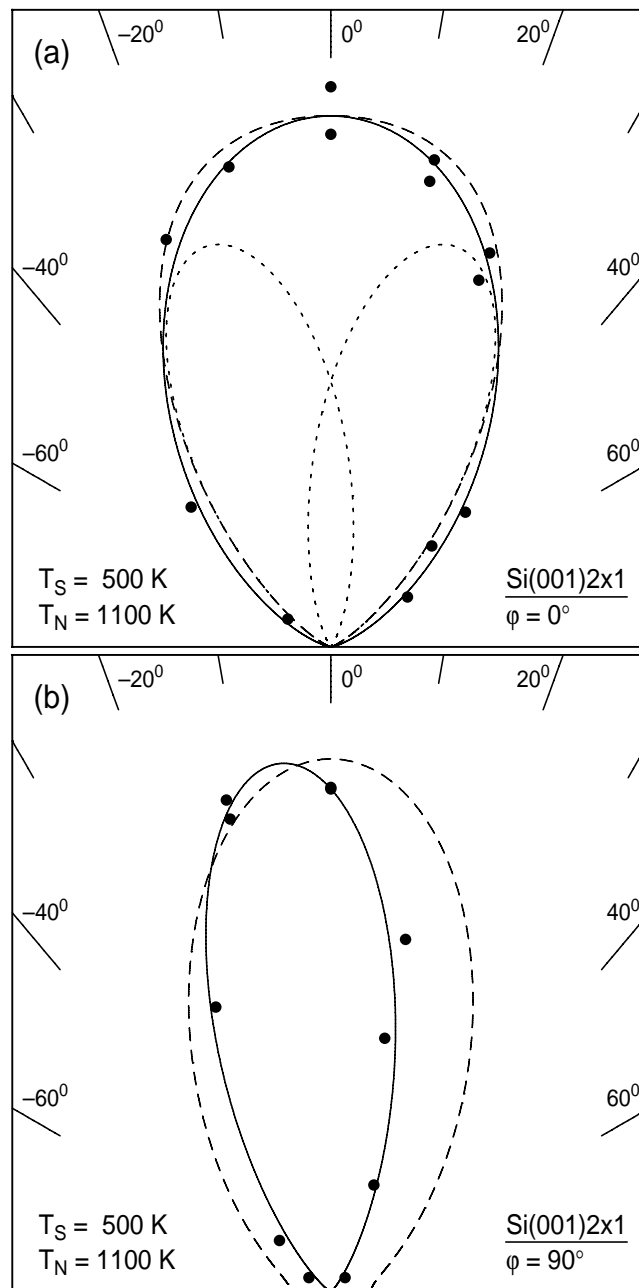 (a)
–20⁰ 0⁰ 20⁰
–40⁰ 40⁰
–60⁰ 60⁰
T_S = 500 K Si(001)2x1
T_N = 1100 K φ = 0°
(b)
–20⁰ 0⁰ 20⁰
–40⁰ 40⁰
–60⁰ 60⁰
T_S = 500 K Si(001)2x1
T_N = 1100 K φ = 90°